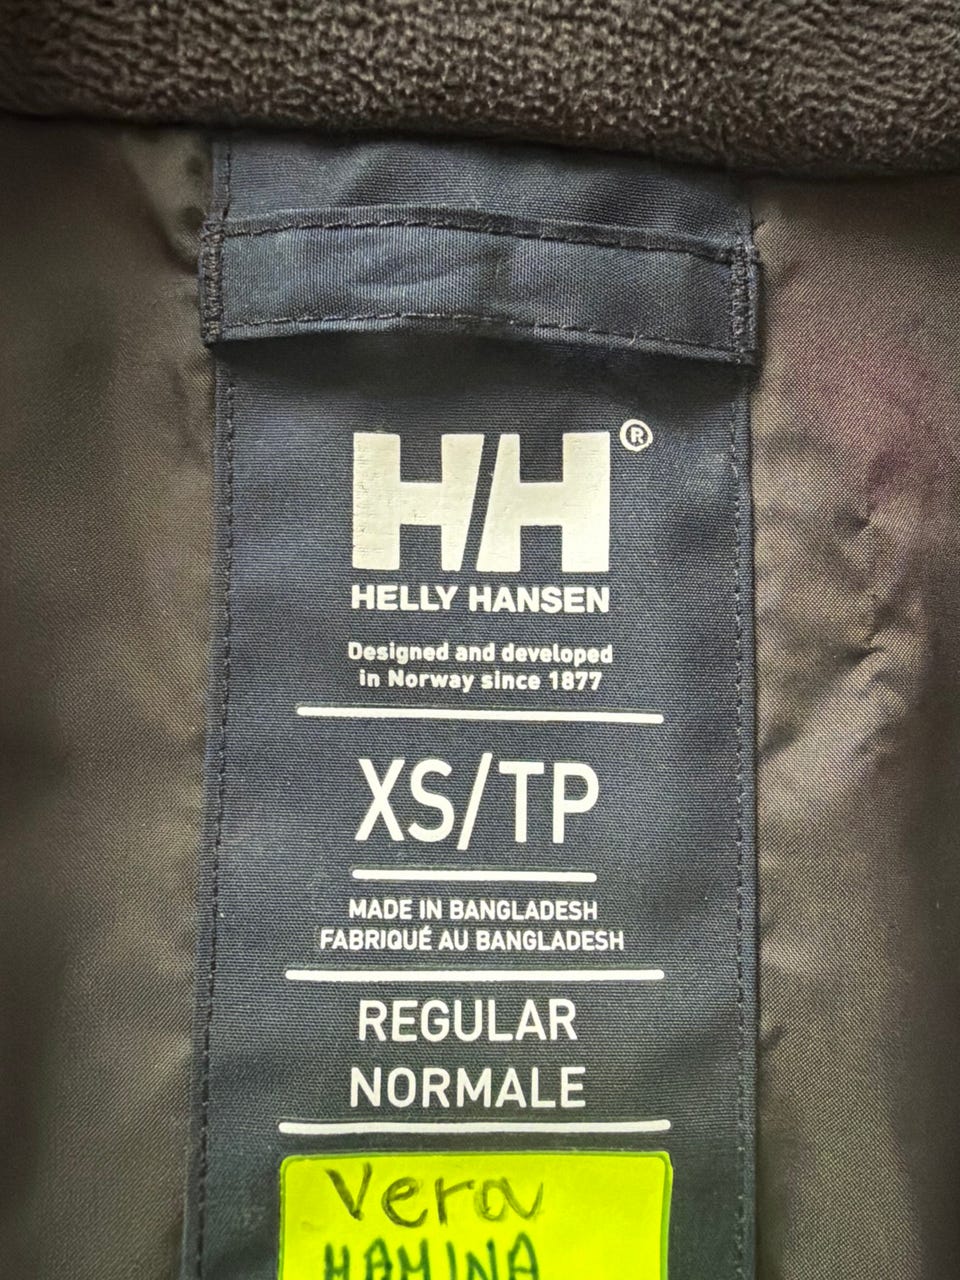 HH®
HELLY HANSEN
Designed and developed
in Norway since 1877
XS/TP
MADE IN BANGLADESH
FABRIQUÉ AU BANGLADESH
REGULAR
NORMALE
Vera
HAMINA